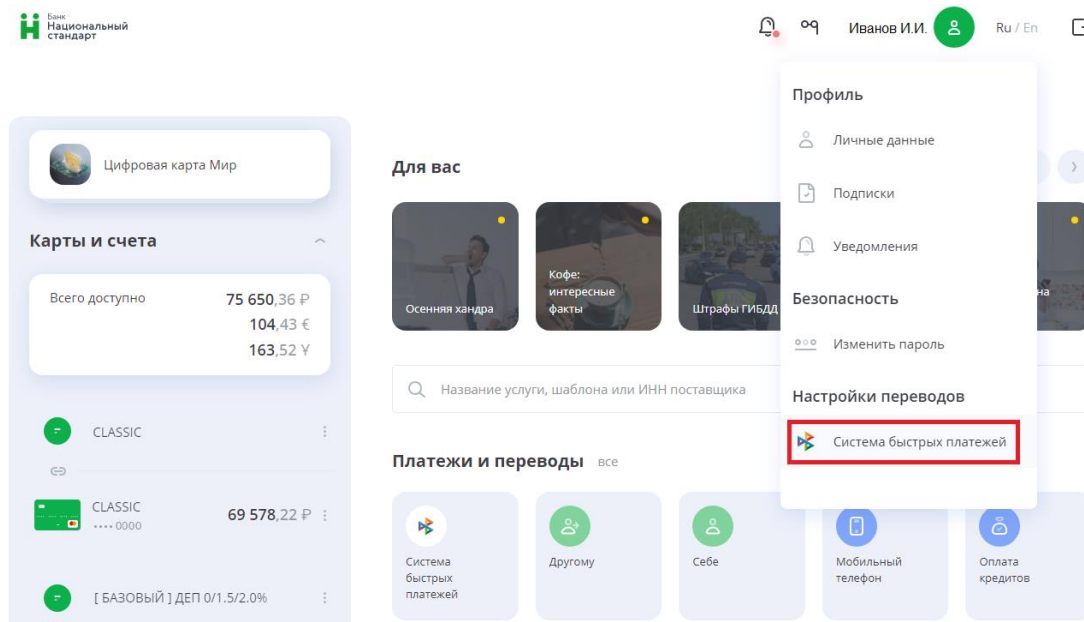 Банк
Национальный
стандарт
Иванов И.И.
Ru / En
Цифровая карта Мир
Карты и счета
Всего доступно
75 650,36 ₽
104,43 €
163,52 ¥
CLASSIC
CLASSIC
•••• 0000
69 578,22 ₽
[ БАЗОВЫЙ ] ДЕП 0/1.5/2.0%
Для вас
Осенняя хандра
Кофе:
интересные
факты
Штрафы ГИБДД
на
Название услуги, шаблона или ИНН поставщика
Платежи и переводы все
Система
быстрых
платежей
Другому
Себе
Мобильный
телефон
Оплата
кредитов
Профиль
Личные данные
Подписки
Уведомления
Безопасность
Изменить пароль
Настройки переводов
Система быстрых платежей